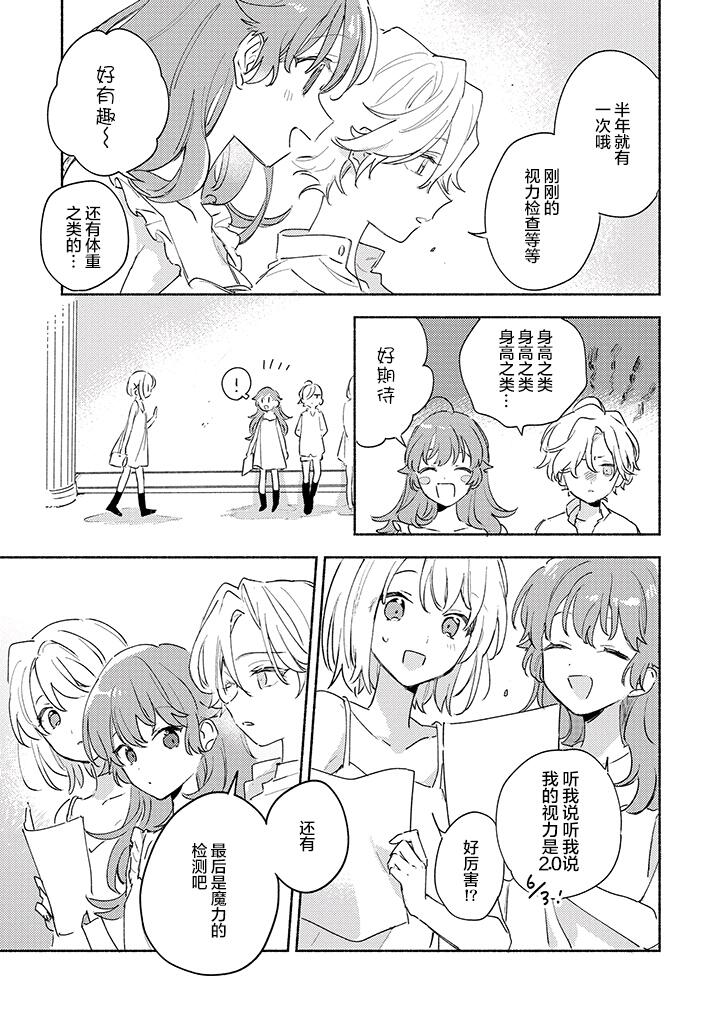 半年就有
一次哦
刚刚的
视力检查等等
好有趣～
还有体重
之类的…
身高之类
身高之类
身高之类…
好期待
！
听我说听我说
我的视力是2.0
好厉害!?
还有
最后是魔力的
检测吧